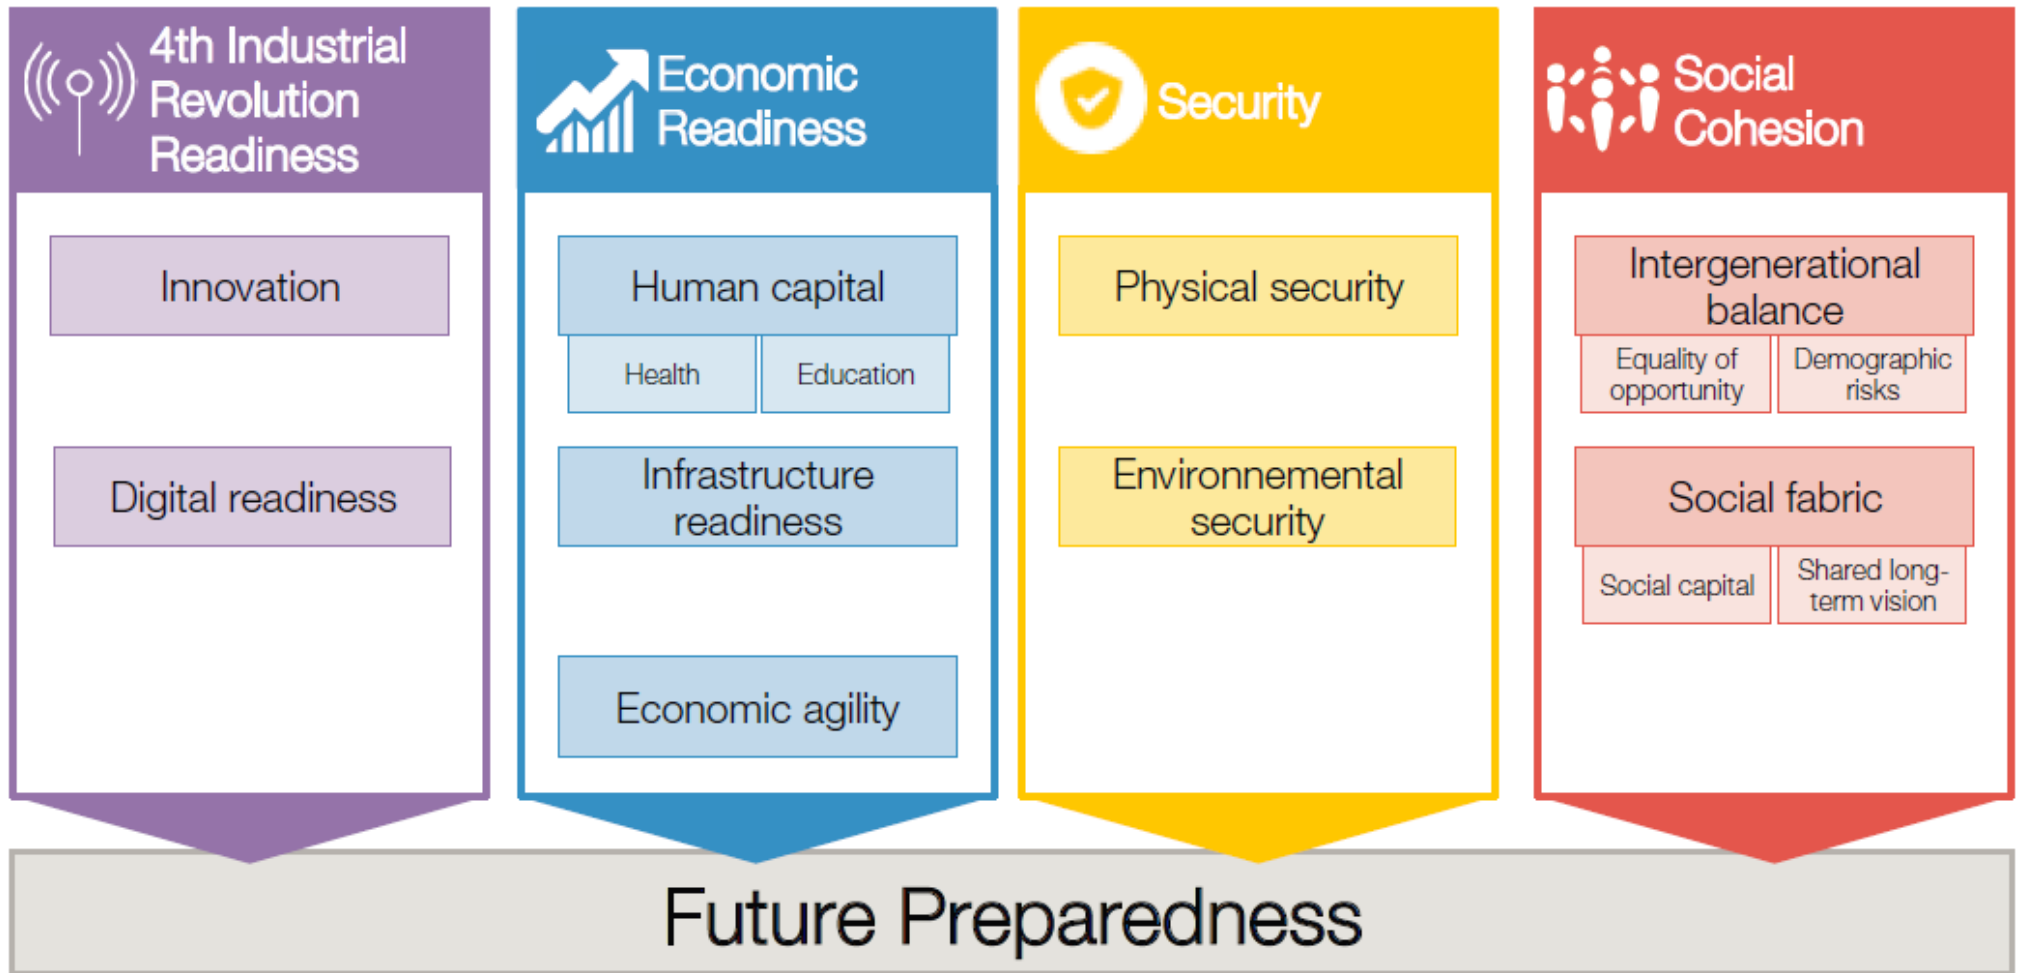 4th Industrial
Revolution
Readiness
Innovation
Digital readiness
Economic
Readiness
Human capital
Health
Education
Infrastructure
readiness
Economic agility
Security
Physical security
Environnemental
security
Social
Cohesion
Intergenerational
balance
Equality of
opportunity
Demographic
risks
Social fabric
Social capital
Shared long-
term vision
Future Preparedness